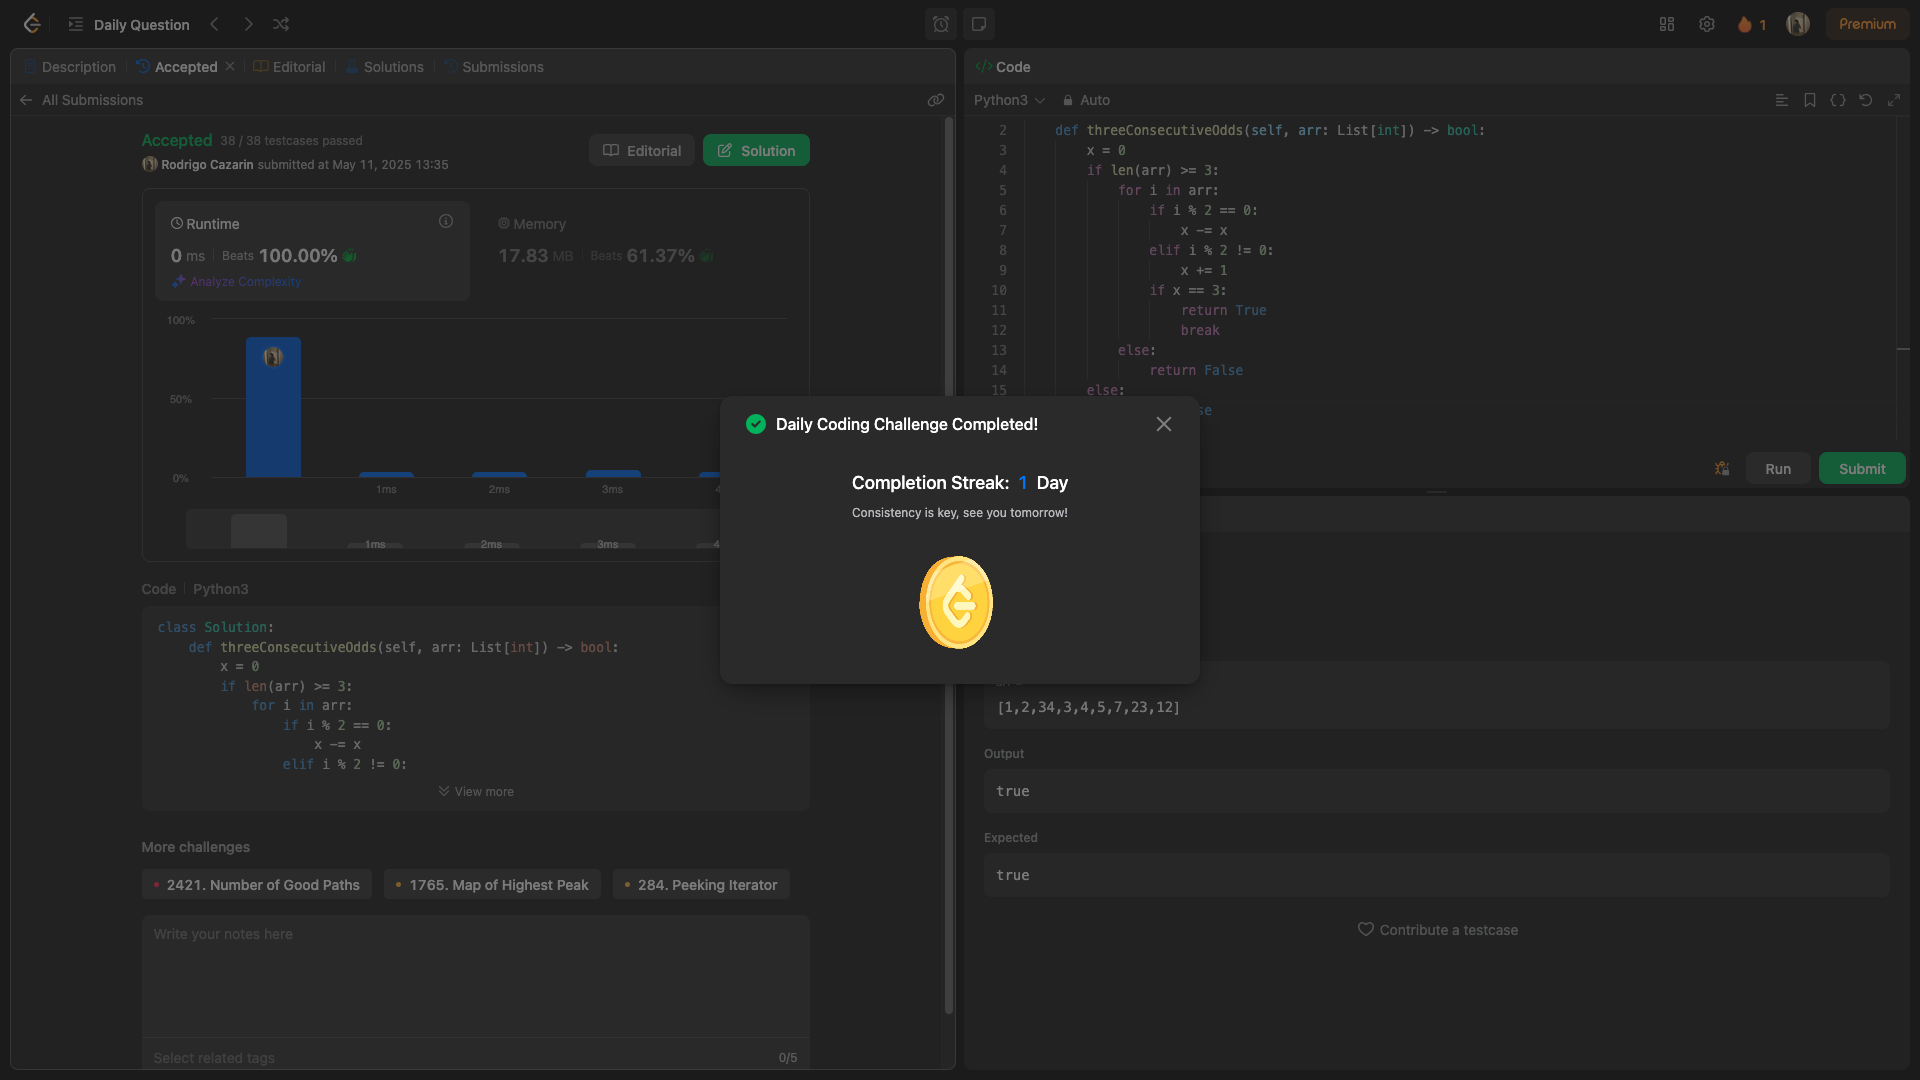 Daily Question
1
Premium
Description
Accepted
Editorial
Solutions
Submissions
All Submissions
Accepted 38 / 38 testcases passed
Rodrigo Cazarin submitted at May 11, 2025 13:35
Editorial
Solution
Runtime
0 ms Beats 100.00%
Analyze Complexity
Memory
17.83 MB Beats 61.37%
100%
50%
0%
1ms
2ms
3ms
4
1ms
2ms
3ms
4
Code Python3
class Solution:
def threeConsecutiveOdds(self, arr: List[int]) -> bool:
x = 0
if len(arr) >= 3:
for i in arr:
if i % 2 == 0:
x -= x
elif i % 2 != 0:
View more
More challenges
2421. Number of Good Paths
1765. Map of Highest Peak
284. Peeking Iterator
Write your notes here
Select related tags
0/5
</> Code
Python3
Auto
2 def threeConsecutiveOdds(self, arr: List[int]) -> bool:
3 x = 0
4 if len(arr) >= 3:
5 for i in arr:
6 if i % 2 == 0:
7 x -= x
8 elif i % 2 != 0:
9 x += 1
10 if x == 3:
11 return True
12 break
13 else:
14 return False
15 else:
se
Run
Submit
Daily Coding Challenge Completed!
Completion Streak: 1 Day
Consistency is key, see you tomorrow!
[1,2,34,3,4,5,7,23,12]
Output
true
Expected
true
Contribute a testcase